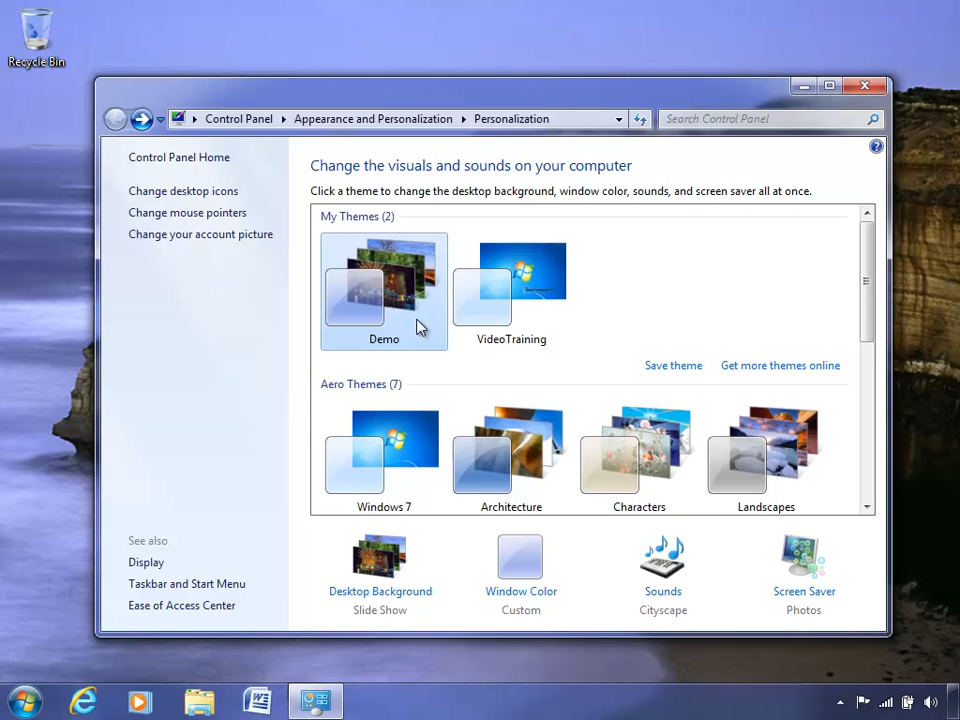 Recycle Bin
Control Panel
Appearance and Personalization
Personalization
Search Control Panel
Control Panel Home
Change desktop icons
Change mouse pointers
Change your account picture
See also
Display
Taskbar and Start Menu
Ease of Access Center
Change the visuals and sounds on your computer
Click a theme to change the desktop background, window color, sounds, and screen saver all at once.
My Themes (2)
Demo
VideoTraining
Save theme
Get more themes online
Aero Themes (7)
Windows 7
Architecture
Characters
Landscapes
Desktop Background
Slide Show
Window Color
Custom
Sounds
Cityscape
Screen Saver
Photos